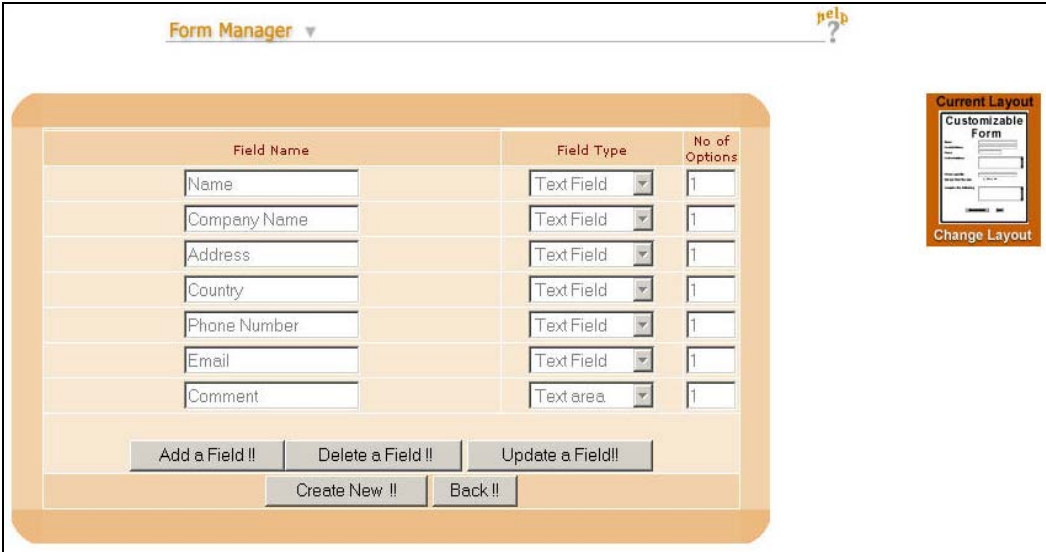 help
Form Manager
?
Current Layout
Customizable
Form
Change Layout
Field Name Field Type No of
Options
Name Text Field 1
Company Name Text Field 1
Address Text Field 1
Country Text Field 1
Phone Number Text Field 1
Email Text Field 1
Comment Text area 1
Add a Field !! Delete a Field !! Update a Field!!
Create New !! Back !!